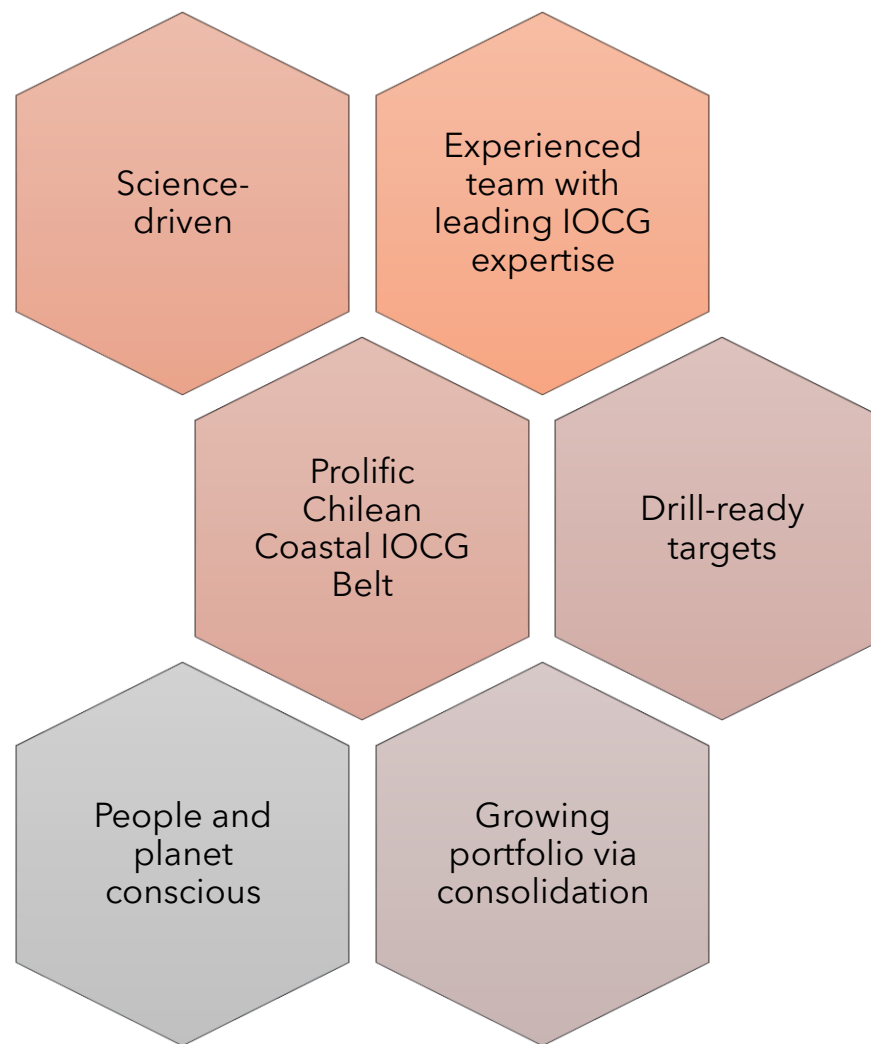 Science-
driven
Experienced
team with
leading IOCG
expertise
Prolific
Chilean
Coastal IOCG
Belt
Drill-ready
targets
People and
planet
conscious
Growing
portfolio via
consolidation